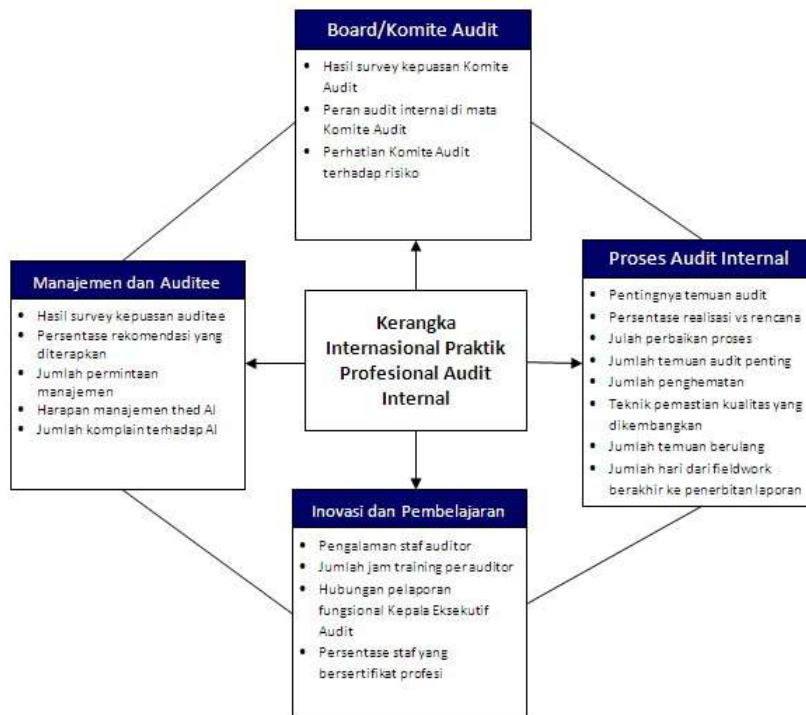 Board/Komite Audit
Hasil survey kepuasan Komite
Audit
Peran audit internal di mata
Komite Audit
Perhatian Komite Audit
terhadap risiko
Manajemen dan Auditee
Hasil survey kepuasan auditee
Persentase rekomendasi yang
diterapkan
Jumlah permintaan
manajemen
Harapan manajemen thed AI
Jumlah komplain terhadap AI
Kerangka
Internasional Praktik
Profesional Audit
Internal
Proses Audit Internal
Pentingnya temuan audit
Persentase realisasi vs rencana
Julah perbaikan proses
Jumlah temuan audit penting
Jumlah penghematan
Teknik pemastian kualitas yang
dikembangkan
Jumlah temuan berulang
Jumlah hari dari fieldwork
berakhir ke penerbitan laporan
Inovasi dan Pembelajaran
Pengalaman staf auditor
Jumlah jam training per auditor
Hubungan pelaporan
fungsional Kepala Eksekutif
Audit
Persentase staf yang
bersertifikat profesi